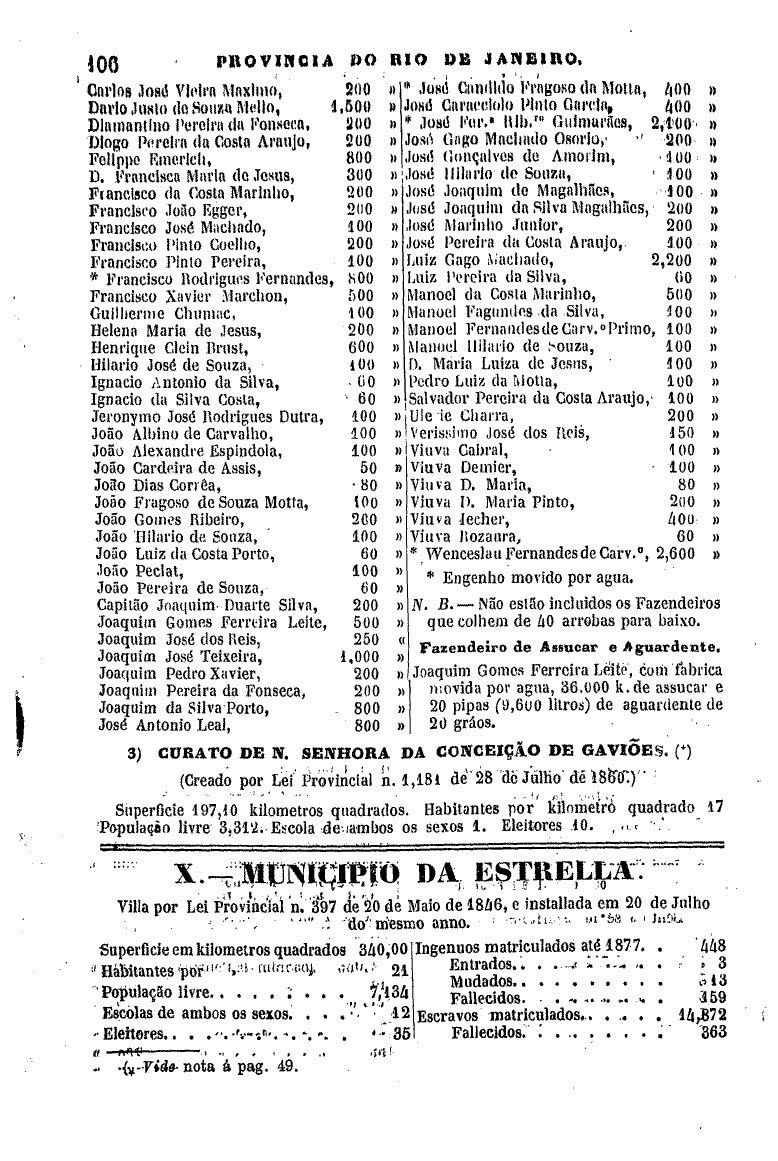 106 PROVINCIA DO RIO DE JANEIRO.
Carlos José Vieira Maximo, 200 »
Dario Justo de Souza Mello, 1,500 »
Diamantino Pereira da Fonseca, 200 »
Diogo Pereira da Costa Araujo, 200 »
Felippe Emerich, 800 »
D. Francisca Maria de Jesus, 300 »
Francisco da Costa Marinho, 200 »
Francisco João Egger, 200 »
Francisco José Machado, 100 »
Francisco Pinto Coelho, 200 »
Francisco Pinto Pereira, 100 »
* Francisco Rodrigues Fernandes, 800 »
Francisco Xavier Marchon, 500 »
Guilherme Chumac, 100 »
Helena Maria de Jesus, 200 »
Henrique Clein Brust, 600 »
Hilario José de Souza, 100 »
Ignacio Antonio da Silva, 60 »
Ignacio da Silva Costa, 60 »
Jeronymo José Rodrigues Dutra, 100 »
João Albino de Carvalho, 100 »
João Alexandre Espindola, 100 »
João Cardeira de Assis, 50 »
João Dias Corrêa, 80 »
João Fragoso de Souza Motta, 100 »
João Gomes Ribeiro, 260 »
João Hilario de Souza, 100 »
João Luiz da Costa Porto, 60 »
João Peclat, 100 »
João Pereira de Souza, 60 »
Capitão Joaquim Duarte Silva, 200 »
Joaquim Gomes Ferreira Leite, 500 »
Joaquim José dos Reis, 250 «
Joaquim José Teixeira, 1,000 »
Joaquim Pedro Xavier, 200 »
Joaquim Pereira da Fonseca, 200 »
Joaquim da Silva Porto, 800 »
José Antonio Leal, 800 »
* José Candido Fragoso da Motta, 400 »
José Caracciolo Pinto Garcia, 400 »
* José Fer.ª Rib.ro Guimarães, 2,100 »
José Gago Machado Osorio, 200 »
José Gonçalves de Amorim, 100 »
José Hilario de Souza, 100 »
José Joaquim de Magalhães, 100 »
José Joaquim da Silva Magalhães, 200 »
José Marinho Junior, 200 »
José Pereira da Costa Araujo, 100 »
Luiz Gago Machado, 2,200 »
Luiz Pereira da Silva, 60 »
Manoel da Costa Marinho, 500 »
Manoel Fagundes da Silva, 100 »
Manoel Fernandes de Carv.º Primo, 100 »
Manoel Hilario de Souza, 100 »
D. Maria Luiza de Jesus, 100 »
Pedro Luiz da Motta, 100 »
Salvador Pereira da Costa Araujo, 100 »
Charra, 200 »
Verissimo José dos Reis, 150 »
Viuva Cabral, 100 »
Viuva Demier, 100 »
Viuva D. Maria, 80 »
Viuva D. Maria Pinto, 200 »
Viuva Jecher, 400 »
Viuva Rozaura, 60 »
* Wenceslau Fernandes de Carv.º, 2,600 »
* Engenho movido por agua.
N. B.— Não estão incluidos os Fazendeiros
que colhem de 40 arrobas para baixo.
Fazendeiro de Assucar e Aguardente.
Joaquim Gomes Ferreira Leite, com fabrica
movida por agua, 36.000 k. de assucar e
20 pipas (9,600 litros) de aguardente de
20 gráos.
3) CURATO DE N. SENHORA DA CONCEIÇÃO DE GAVIÕES. (*)
(Creado por Lei Provincial n. 1,181 de 28 de Julho de 1860.)
Superficie 197,10 kilometros quadrados. Habitantes por kilometro quadrado 17
População livre 3,312. Escola de ambos os sexos 1. Eleitores 10.
X.—MUNICIPIO DA ESTRELLA.
Villa por Lei Provincial n. 397 de 20 de Maio de 1846, e installada em 20 de Julho
do mesmo anno.
Superficie em kilometros quadrados 340,00
Habitantes por 21
População livre. . . . . . . . 7,134
Escolas de ambos os sexos. . . . 12
Eleitores. . . . . . . . . . 35
Ingenuos matriculados até 1877. . 448
Entrados. . . . . . . . . 3
Mudados. . . . . . . . . 13
Fallecidos. . . . . . . . 159
Escravos matriculados. . . . . . 14,872
Fallecidos. . . . . . . . 363
Vide nota á pag. 49.